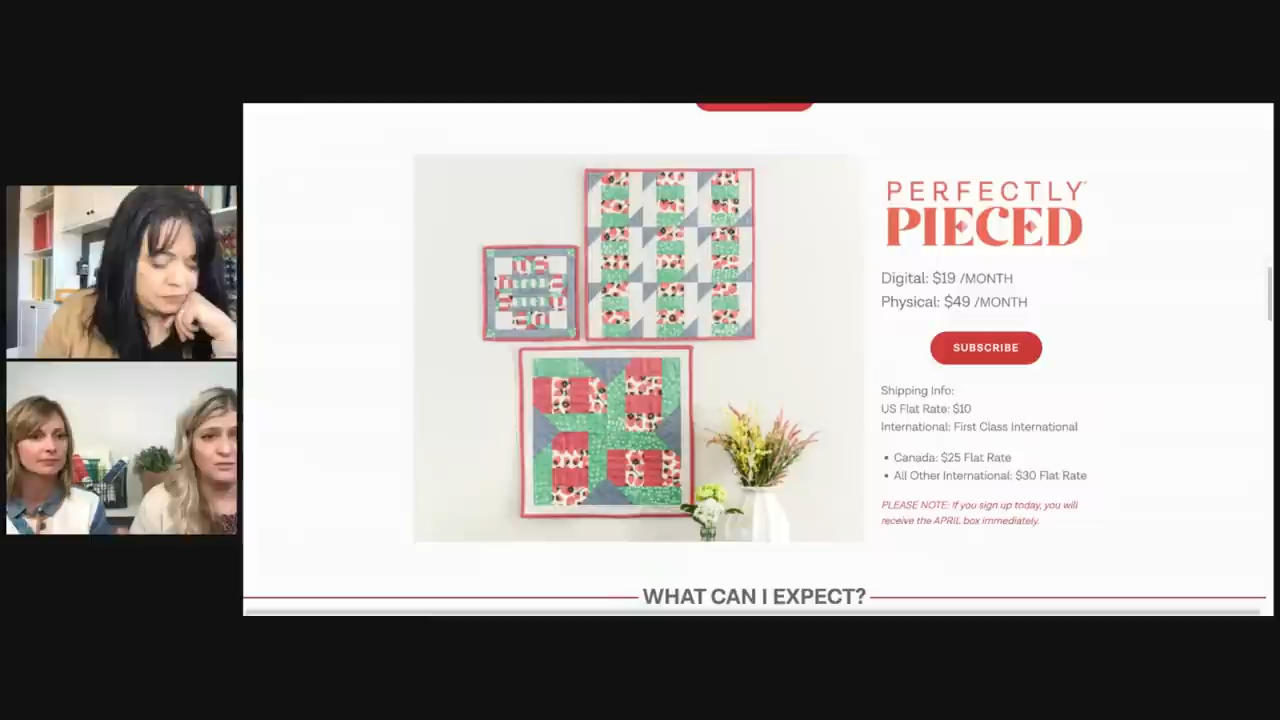 PERFECTLY
PIECED
Digital: $19 /MONTH
Physical: $49 /MONTH
SUBSCRIBE
Shipping Info:
US Flat Rate: $10
International: First Class International
▪ Canada: $25 Flat Rate
▪ All Other International: $30 Flat Rate
PLEASE NOTE: If you sign up today, you will
receive the APRIL box immediately.
WHAT CAN I EXPECT?